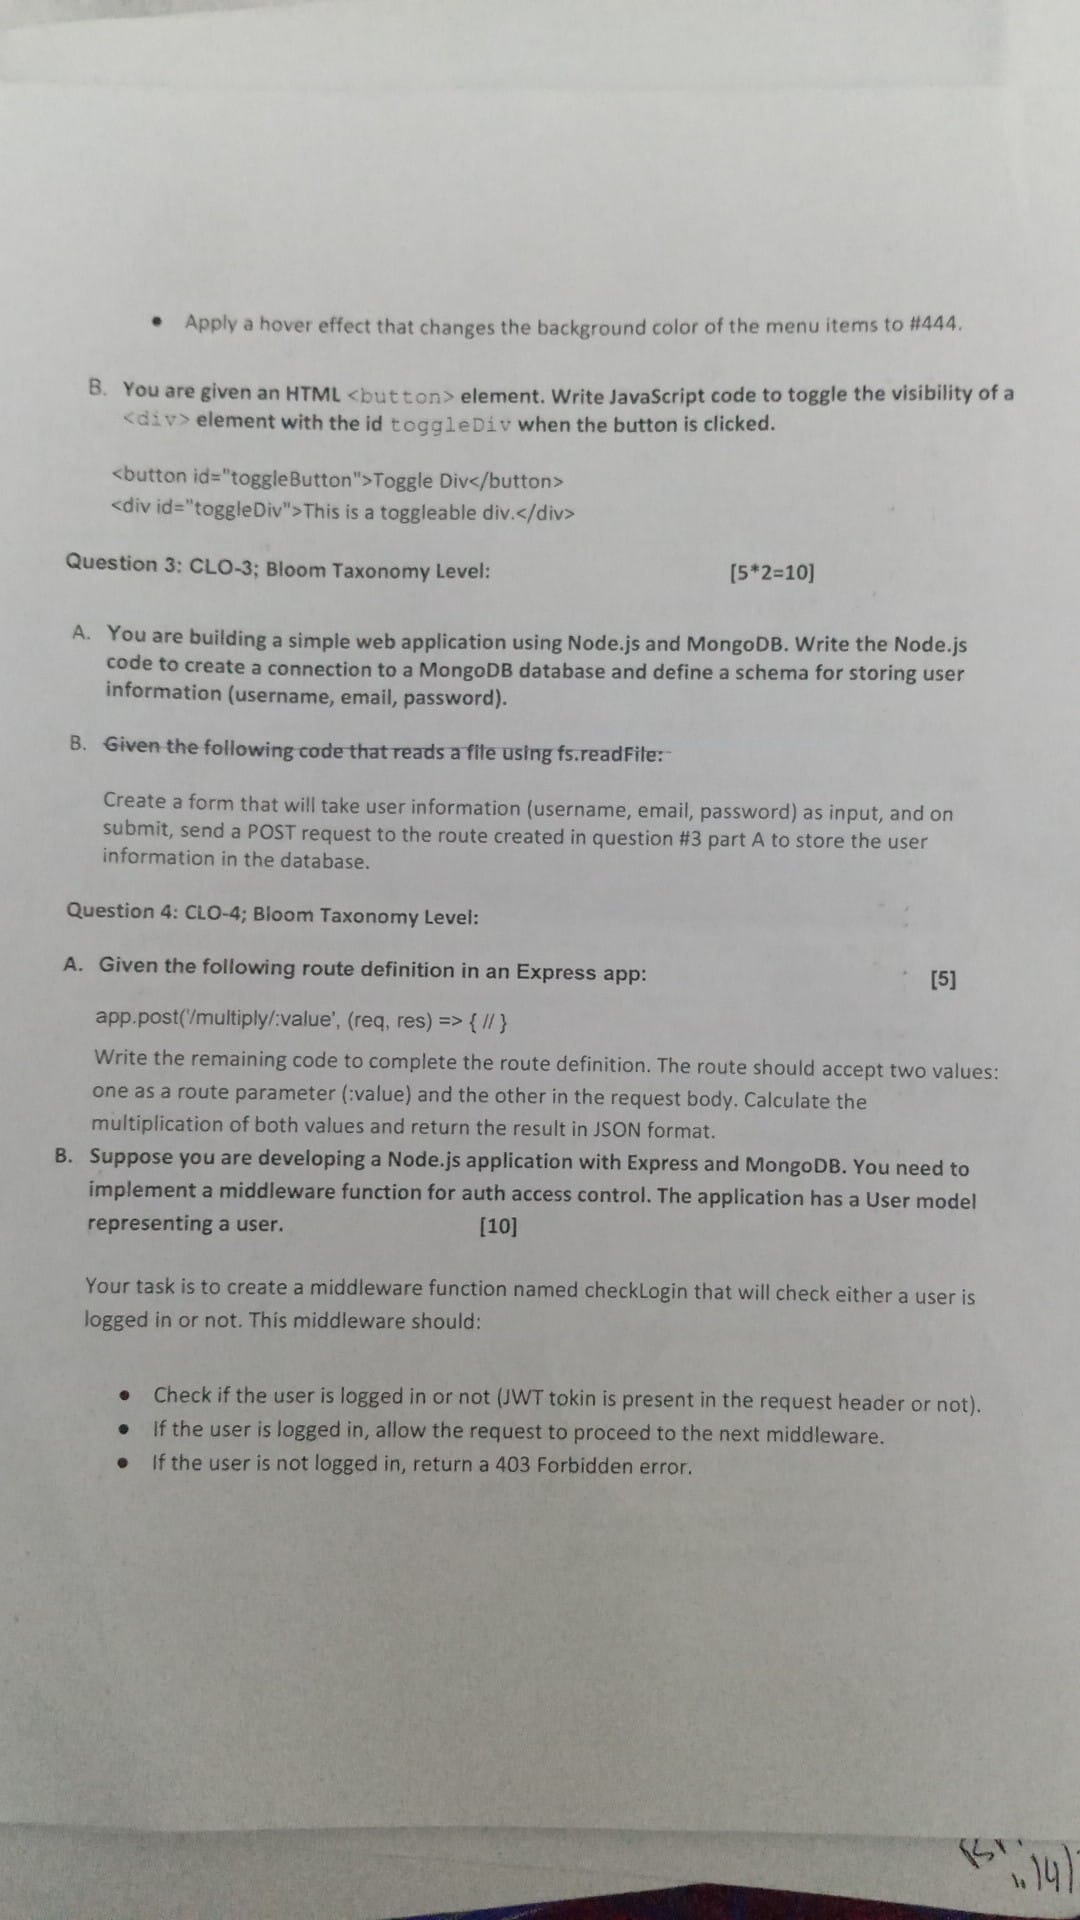 • Apply a hover effect that changes the background color of the menu items to #444.
B. You are given an HTML <button> element. Write JavaScript code to toggle the visibility of a
<div> element with the id toggleDiv when the button is clicked.
<button id="toggleButton">Toggle Div</button>
<div id="toggleDiv">This is a toggleable div.</div>
Question 3: CLO-3; Bloom Taxonomy Level: [5*2=10]
A. You are building a simple web application using Node.js and MongoDB. Write the Node.js
code to create a connection to a MongoDB database and define a schema for storing user
information (username, email, password).
B. Given the following code that reads a file using fs.readFile:
Create a form that will take user information (username, email, password) as input, and on
submit, send a POST request to the route created in question #3 part A to store the user
information in the database.
Question 4: CLO-4; Bloom Taxonomy Level:
A. Given the following route definition in an Express app: [5]
app.post('/multiply/:value', (req, res) => { // }
Write the remaining code to complete the route definition. The route should accept two values:
one as a route parameter (:value) and the other in the request body. Calculate the
multiplication of both values and return the result in JSON format.
B. Suppose you are developing a Node.js application with Express and MongoDB. You need to
implement a middleware function for auth access control. The application has a User model
representing a user. [10]
Your task is to create a middleware function named checkLogin that will check either a user is
logged in or not. This middleware should:
• Check if the user is logged in or not (JWT tokin is present in the request header or not).
• If the user is logged in, allow the request to proceed to the next middleware.
• If the user is not logged in, return a 403 Forbidden error.